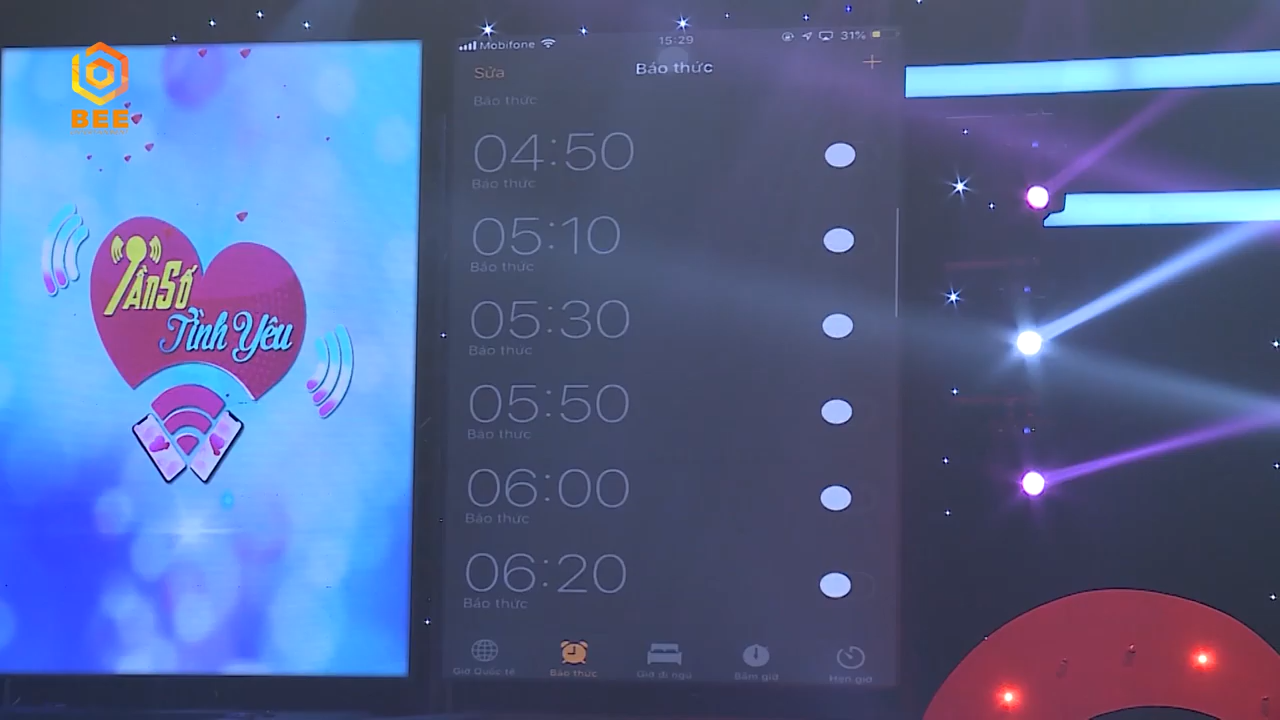 BEE
TầnSố
Tình Yêu
Mobifone
15:29
31%
Sửa
Báo thức
+
Báo thức
04:50
Báo thức
05:10
Báo thức
05:30
Báo thức
05:50
Báo thức
06:00
Báo thức
06:20
Báo thức
Giờ Quốc tế
Báo thức
Giờ đi ngủ
Bấm giờ
Hẹn giờ